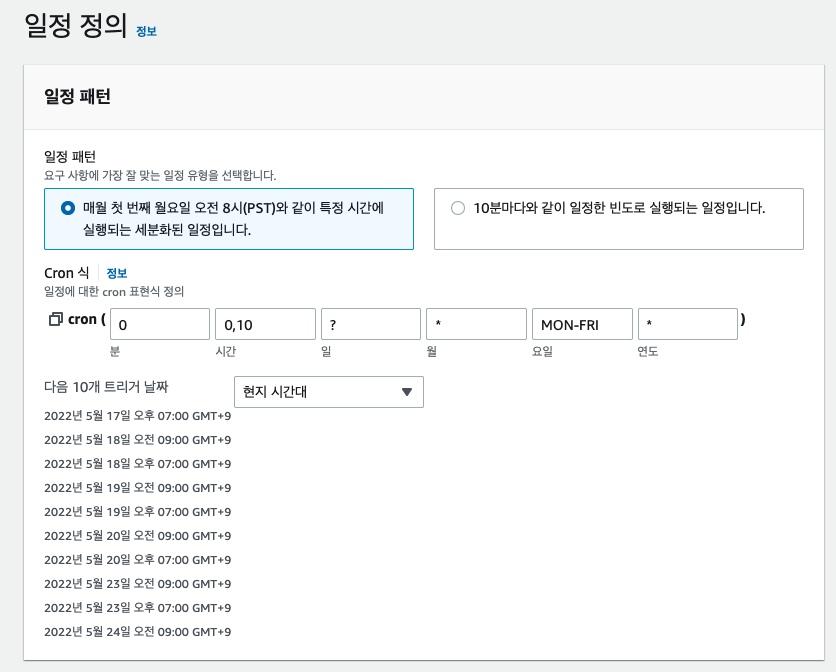 일정 정의 정보
일정 패턴
일정 패턴
요구 사항에 가장 잘 맞는 일정 유형을 선택합니다.
매월 첫 번째 월요일 오전 8시(PST)와 같이 특정 시간에
실행되는 세분화된 일정입니다.
10분마다와 같이 일정한 빈도로 실행되는 일정입니다.
Cron 식 정보
일정에 대한 cron 표현식 정의
cron ( 0 0,10 ? * MON-FRI * )
분 시간 일 월 요일 연도
다음 10개 트리거 날짜 현지 시간대
2022년 5월 17일 오후 07:00 GMT+9
2022년 5월 18일 오전 09:00 GMT+9
2022년 5월 18일 오후 07:00 GMT+9
2022년 5월 19일 오전 09:00 GMT+9
2022년 5월 19일 오후 07:00 GMT+9
2022년 5월 20일 오전 09:00 GMT+9
2022년 5월 20일 오후 07:00 GMT+9
2022년 5월 23일 오전 09:00 GMT+9
2022년 5월 23일 오후 07:00 GMT+9
2022년 5월 24일 오전 09:00 GMT+9